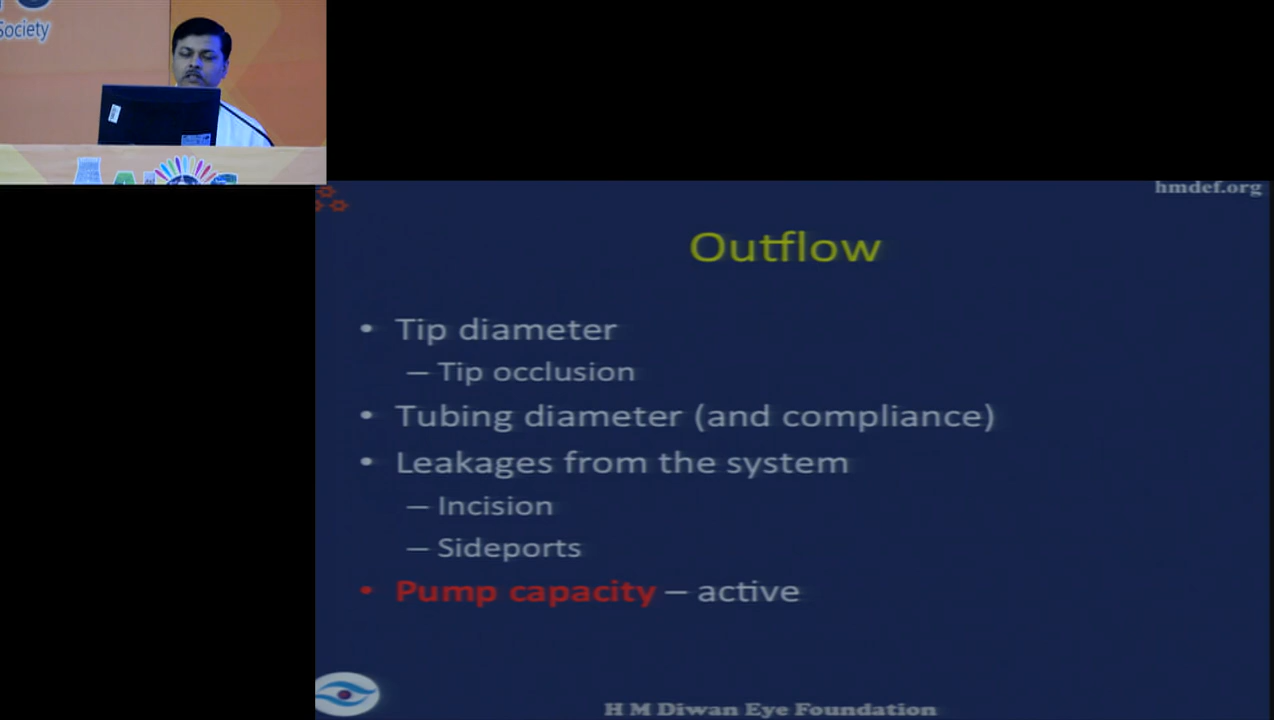 Society
hmdef.org
Outflow
• Tip diameter
– Tip occlusion
• Tubing diameter (and compliance)
• Leakages from the system
– Incision
– Sideports
• Pump capacity – active
H M Diwan Eye Foundation